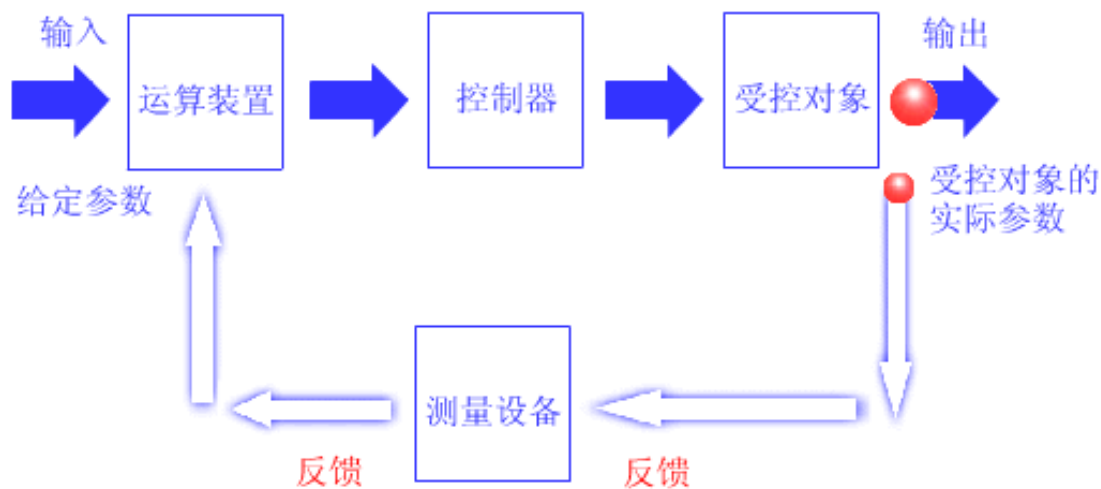 输入
输出
运算装置
控制器
受控对象
给定参数
受控对象的
实际参数
测量设备
反馈
反馈